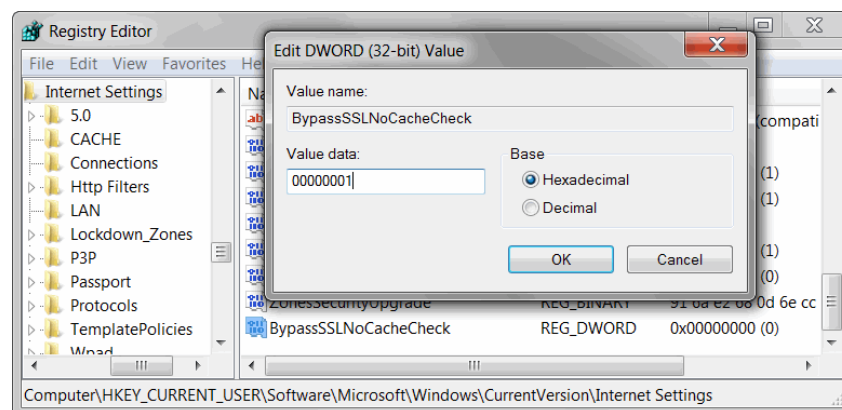 Registry Editor
File Edit View Favorites He
Internet Settings
5.0
CACHE
Connections
Http Filters
LAN
Lockdown_Zones
P3P
Passport
Protocols
TemplatePolicies
Wpad
Na
(compati
(1)
(1)
(1)
(0)
ZonesSecurityUpgrade REG_BINARY 91 0a e2 08 0d 6e cc
BypassSSLNoCacheCheck REG_DWORD 0x00000000 (0)
Edit DWORD (32-bit) Value
Value name:
BypassSSLNoCacheCheck
Value data:
00000001
Base
Hexadecimal
Decimal
OK Cancel
Computer\HKEY_CURRENT_USER\Software\Microsoft\Windows\CurrentVersion\Internet Settings